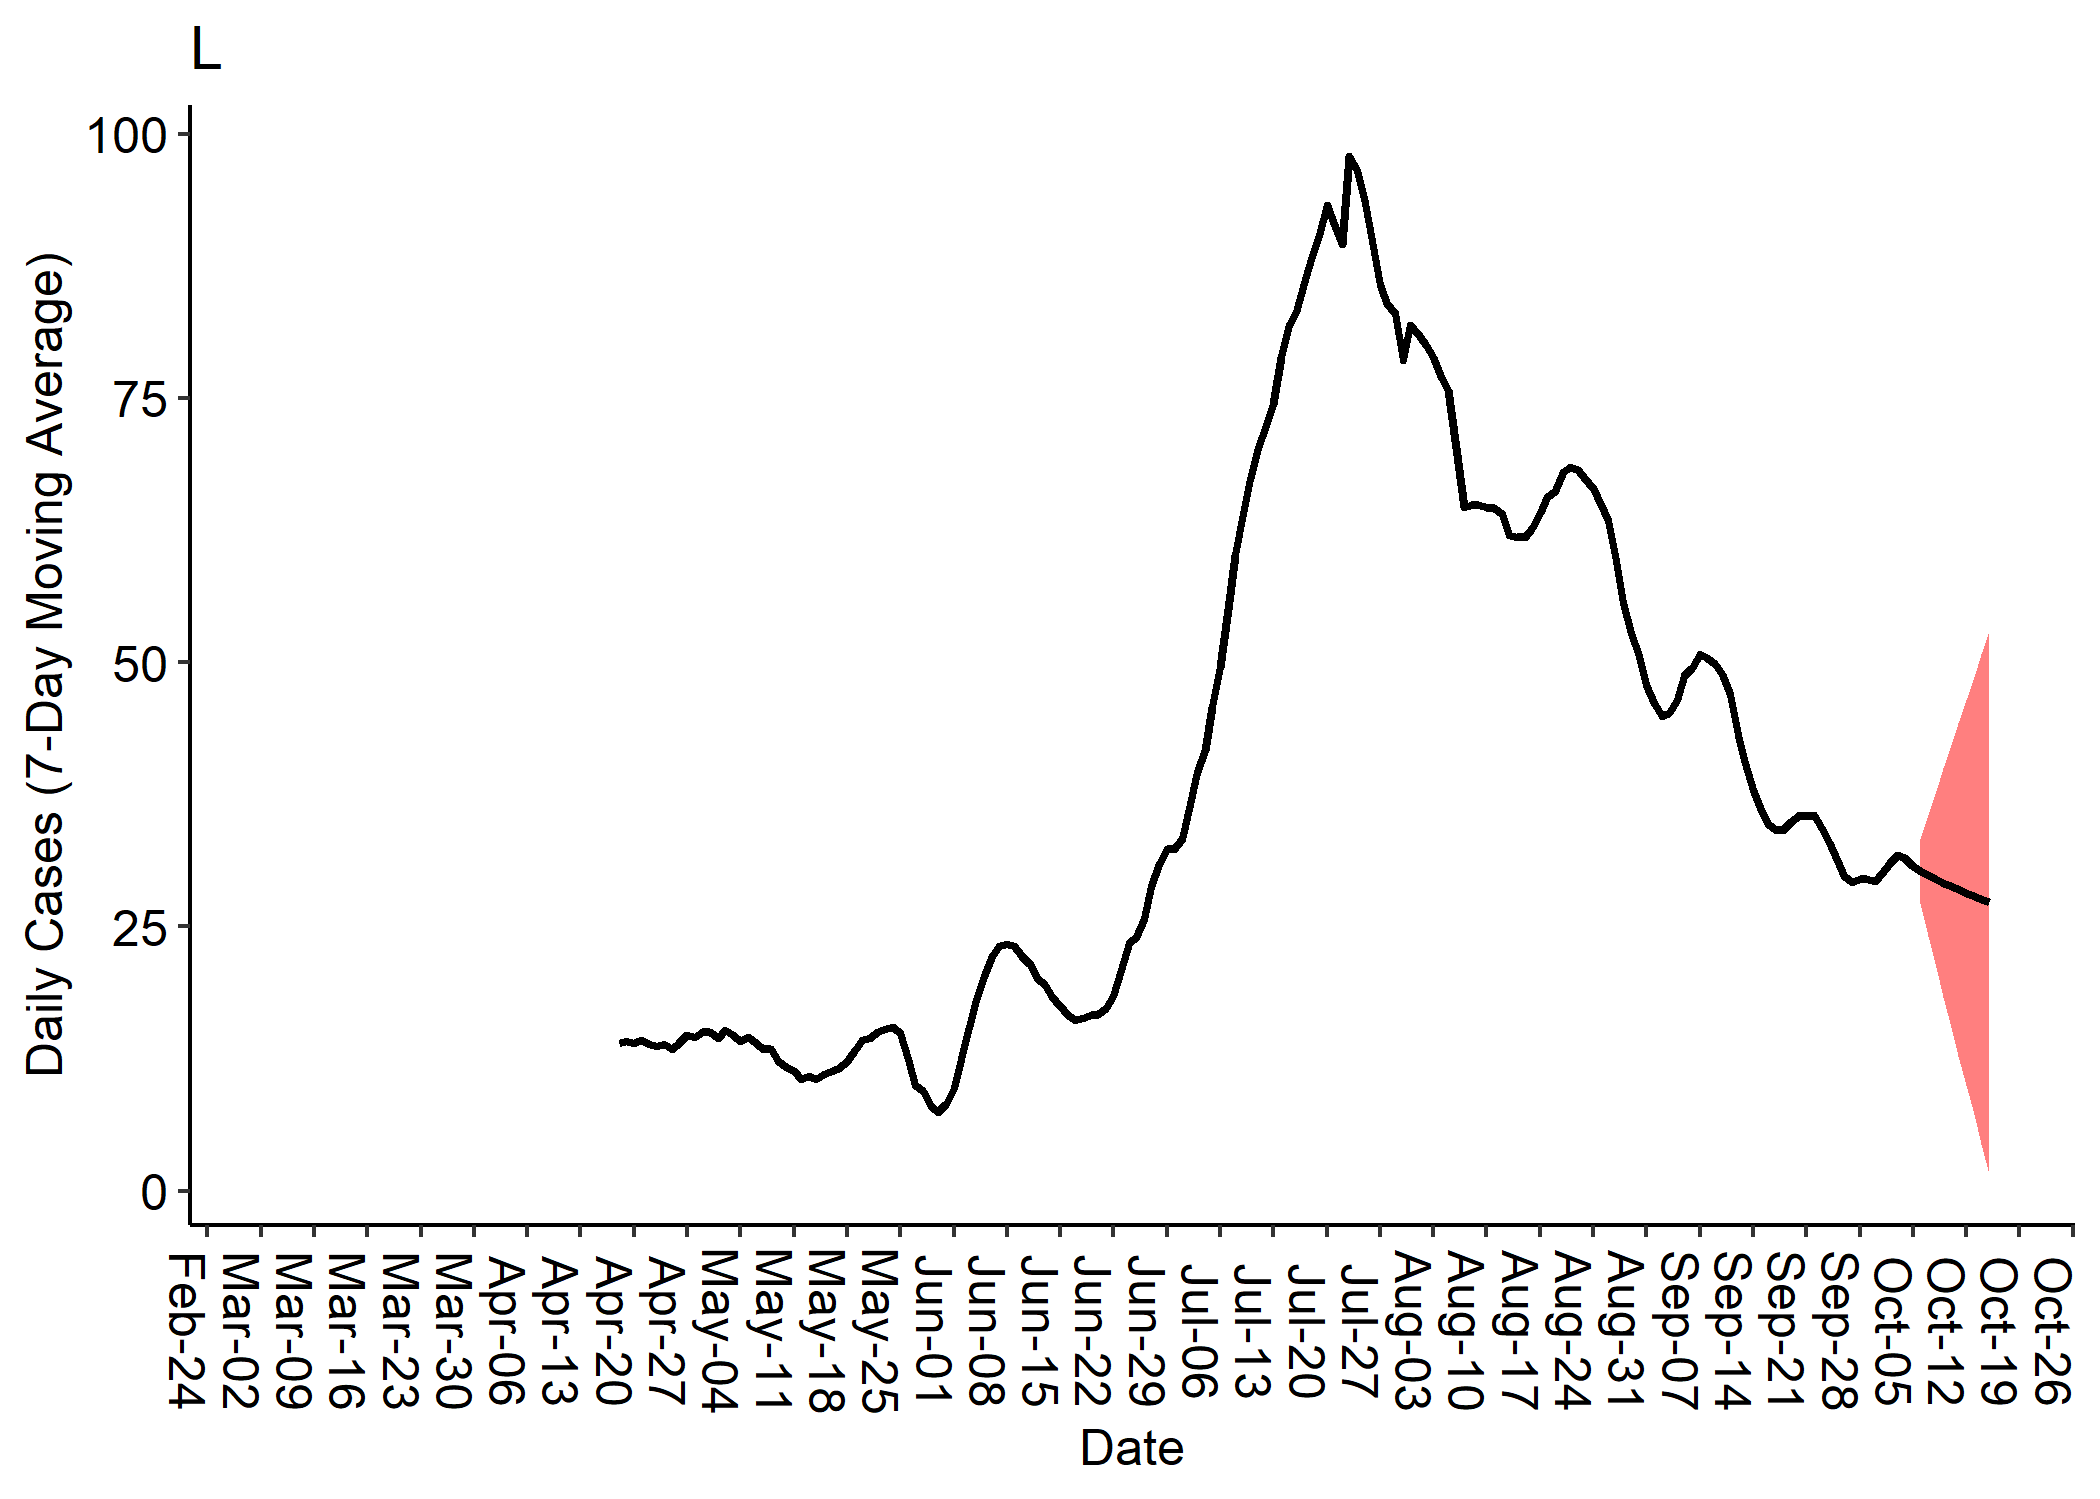 L
Daily Cases (7-Day Moving Average)
100
75
50
25
0
Feb-24
Mar-02
Mar-09
Mar-16
Mar-23
Mar-30
Apr-06
Apr-13
Apr-20
Apr-27
May-04
May-11
May-18
May-25
Jun-01
Jun-08
Jun-15
Jun-22
Jun-29
Jul-06
Jul-13
Jul-20
Jul-27
Aug-03
Aug-10
Aug-17
Aug-24
Aug-31
Sep-07
Sep-14
Sep-21
Sep-28
Oct-05
Oct-12
Oct-19
Oct-26
Date